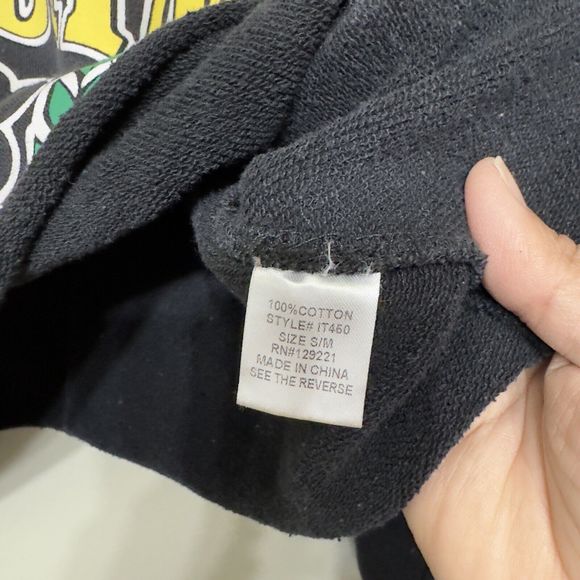 100%COTTON
STYLE# IT460
SIZE S/M
RN#129221
MADE IN CHINA
SEE THE REVERSE